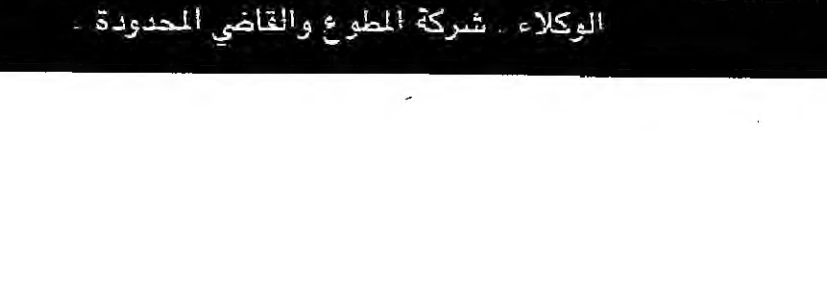 الوكلاء . شركة المطوع والقاضي المحدودة .